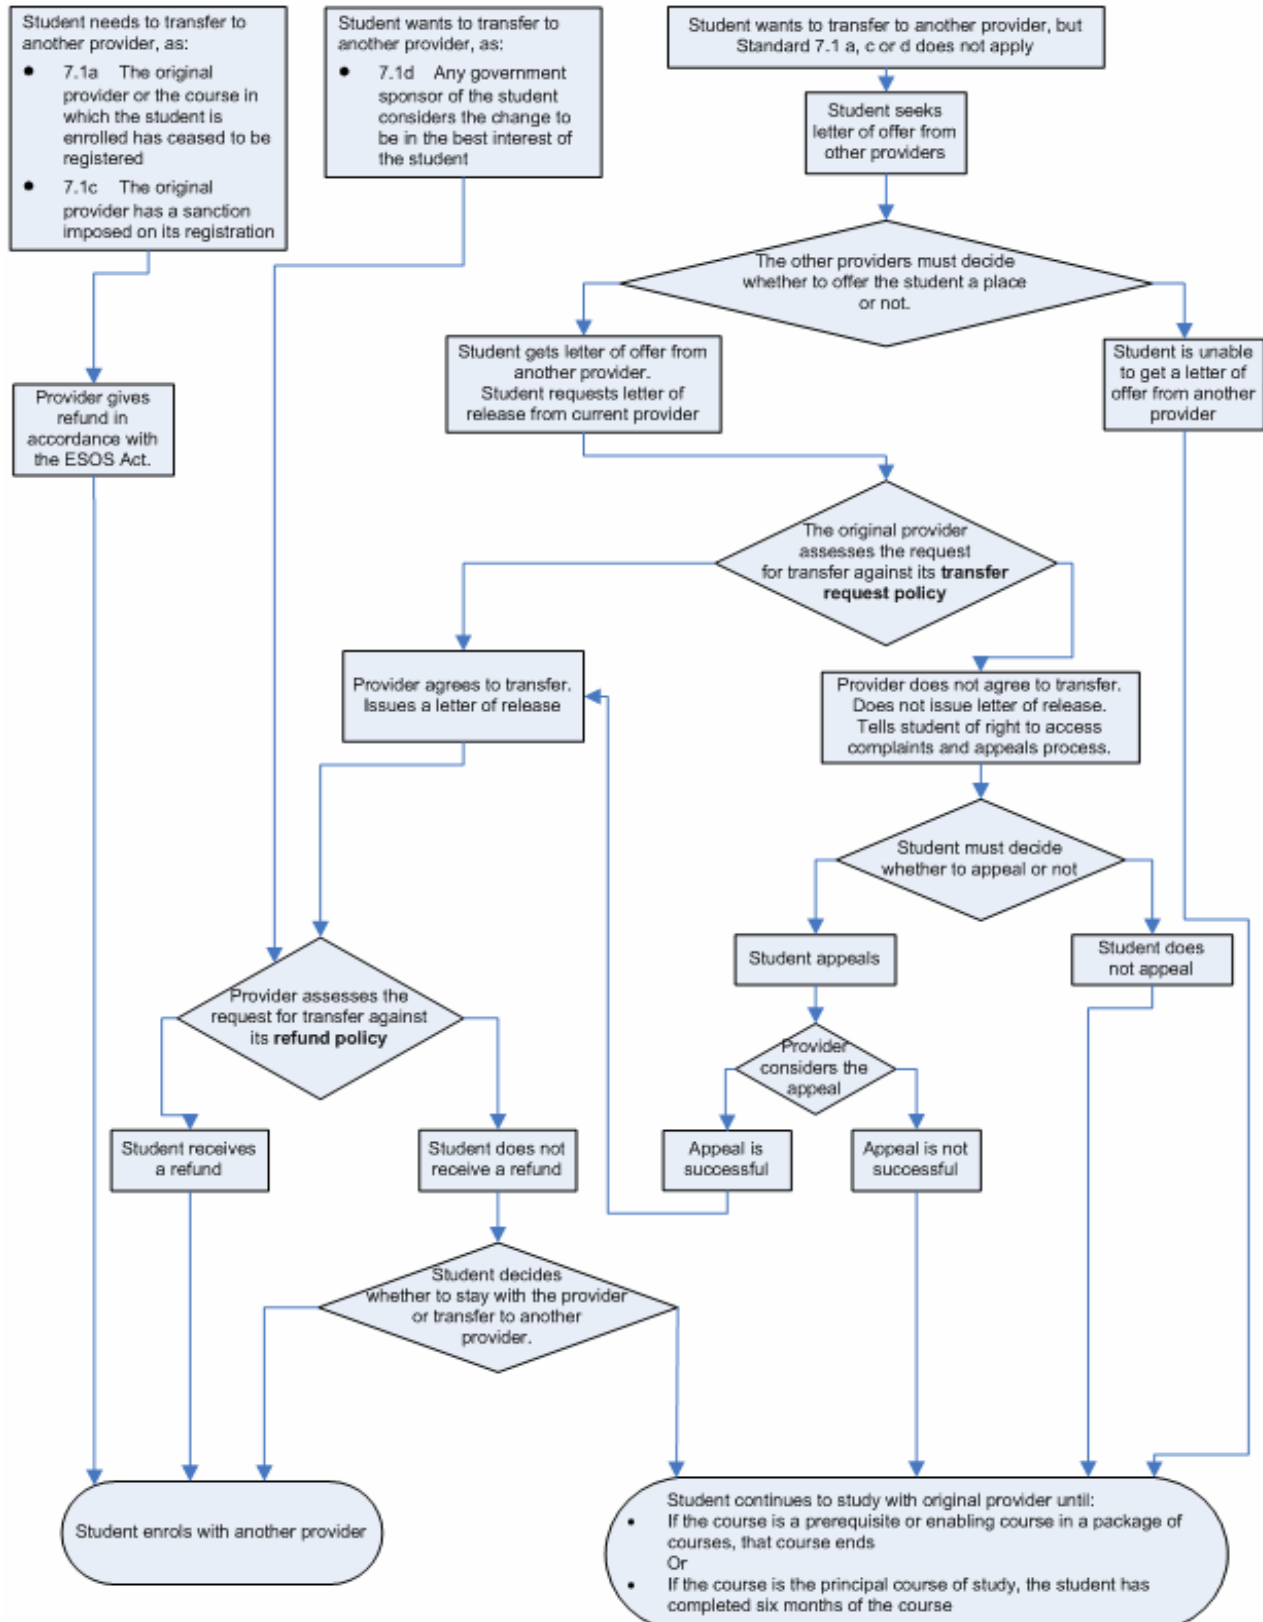 Student needs to transfer to
another provider, as:
● 7.1a The original
provider or the course in
which the student is
enrolled has ceased to be
registered
● 7.1c The original
provider has a sanction
imposed on its registration
Student wants to transfer to
another provider, as:
● 7.1d Any government
sponsor of the student
considers the change to
be in the best interest of
the student
Student wants to transfer to another provider, but
Standard 7.1 a, c or d does not apply
Student seeks
letter of offer from
other providers
The other providers must decide
whether to offer the student a place
or not.
Student gets letter of offer from
another provider.
Student requests letter of
release from current provider
Student is unable
to get a letter of
offer from another
provider
Provider gives
refund in
accordance with
the ESOS Act.
The original provider
assesses the request
for transfer against its transfer
request policy
Provider agrees to transfer.
Issues a letter of release
Provider does not agree to transfer.
Does not issue letter of release.
Tells student of right to access
complaints and appeals process.
Student must decide
whether to appeal or not
Student appeals
Student does
not appeal
Provider assesses the
request for transfer against
its refund policy
Provider
considers the
appeal
Student receives
a refund
Student does not
receive a refund
Appeal is
successful
Appeal is not
successful
Student decides
whether to stay with the provider
or transfer to another
provider.
Student enrols with another provider
Student continues to study with original provider until:
● If the course is a prerequisite or enabling course in a package of
courses, that course ends
Or
● If the course is the principal course of study, the student has
completed six months of the course